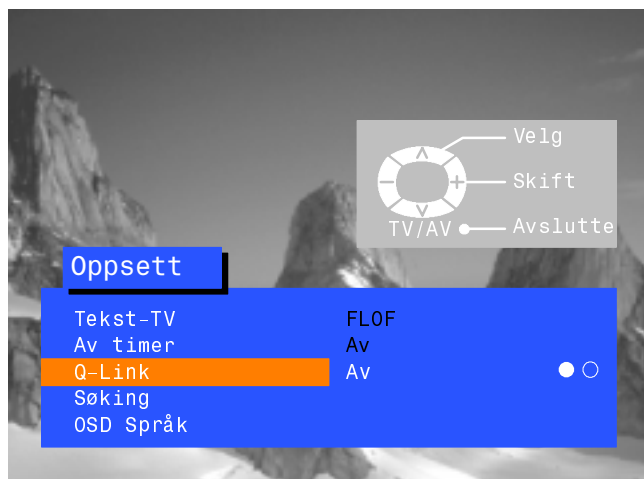 Velg
Skift
TV/AV Avslutte
Oppsett
Tekst-TV FLOF
Av timer Av
Q-Link Av
Søking
OSD Språk